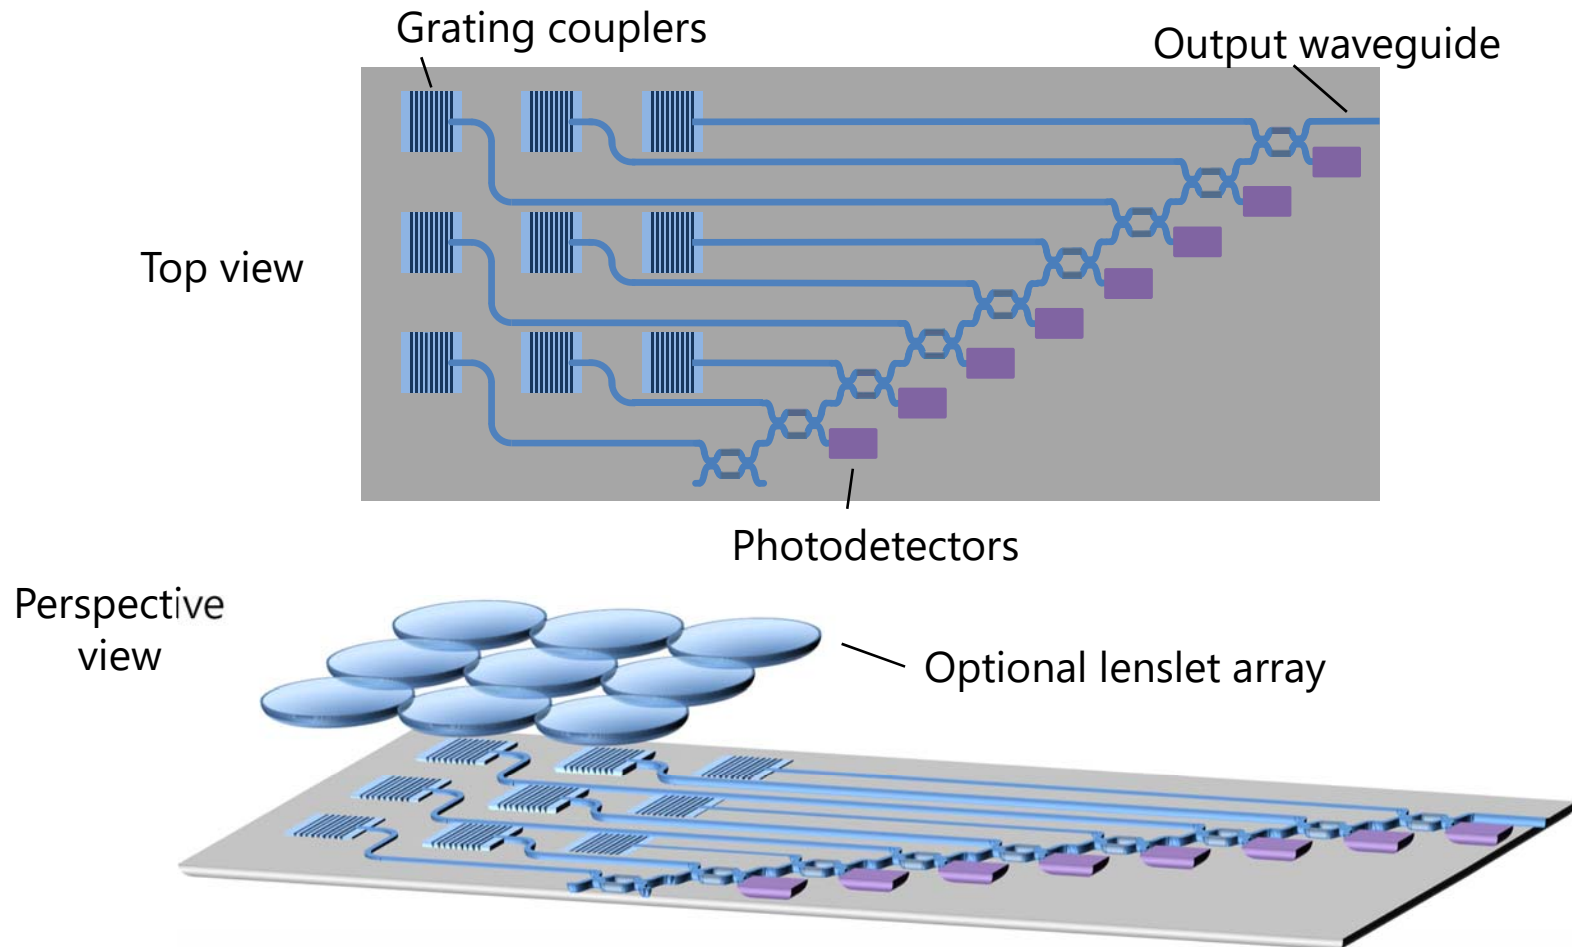 Grating couplers
Output waveguide
Top view
Photodetectors
Perspective
view
Optional lenslet array